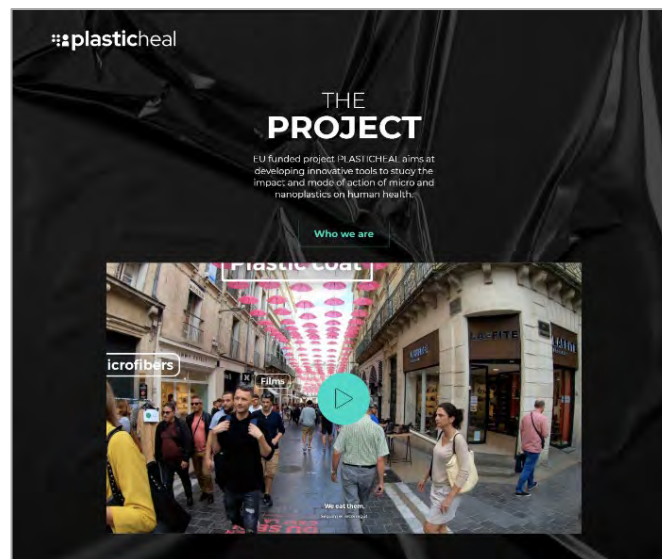 plasticheal
THE
PROJECT
EU funded project PLASTICHEAL aims at
developing innovative tools to study the
impact and mode of action of micro and
nanoplastics on human health.
Who we are
Plastic coat
icrofibers
Films
LAFITE
We eat them,